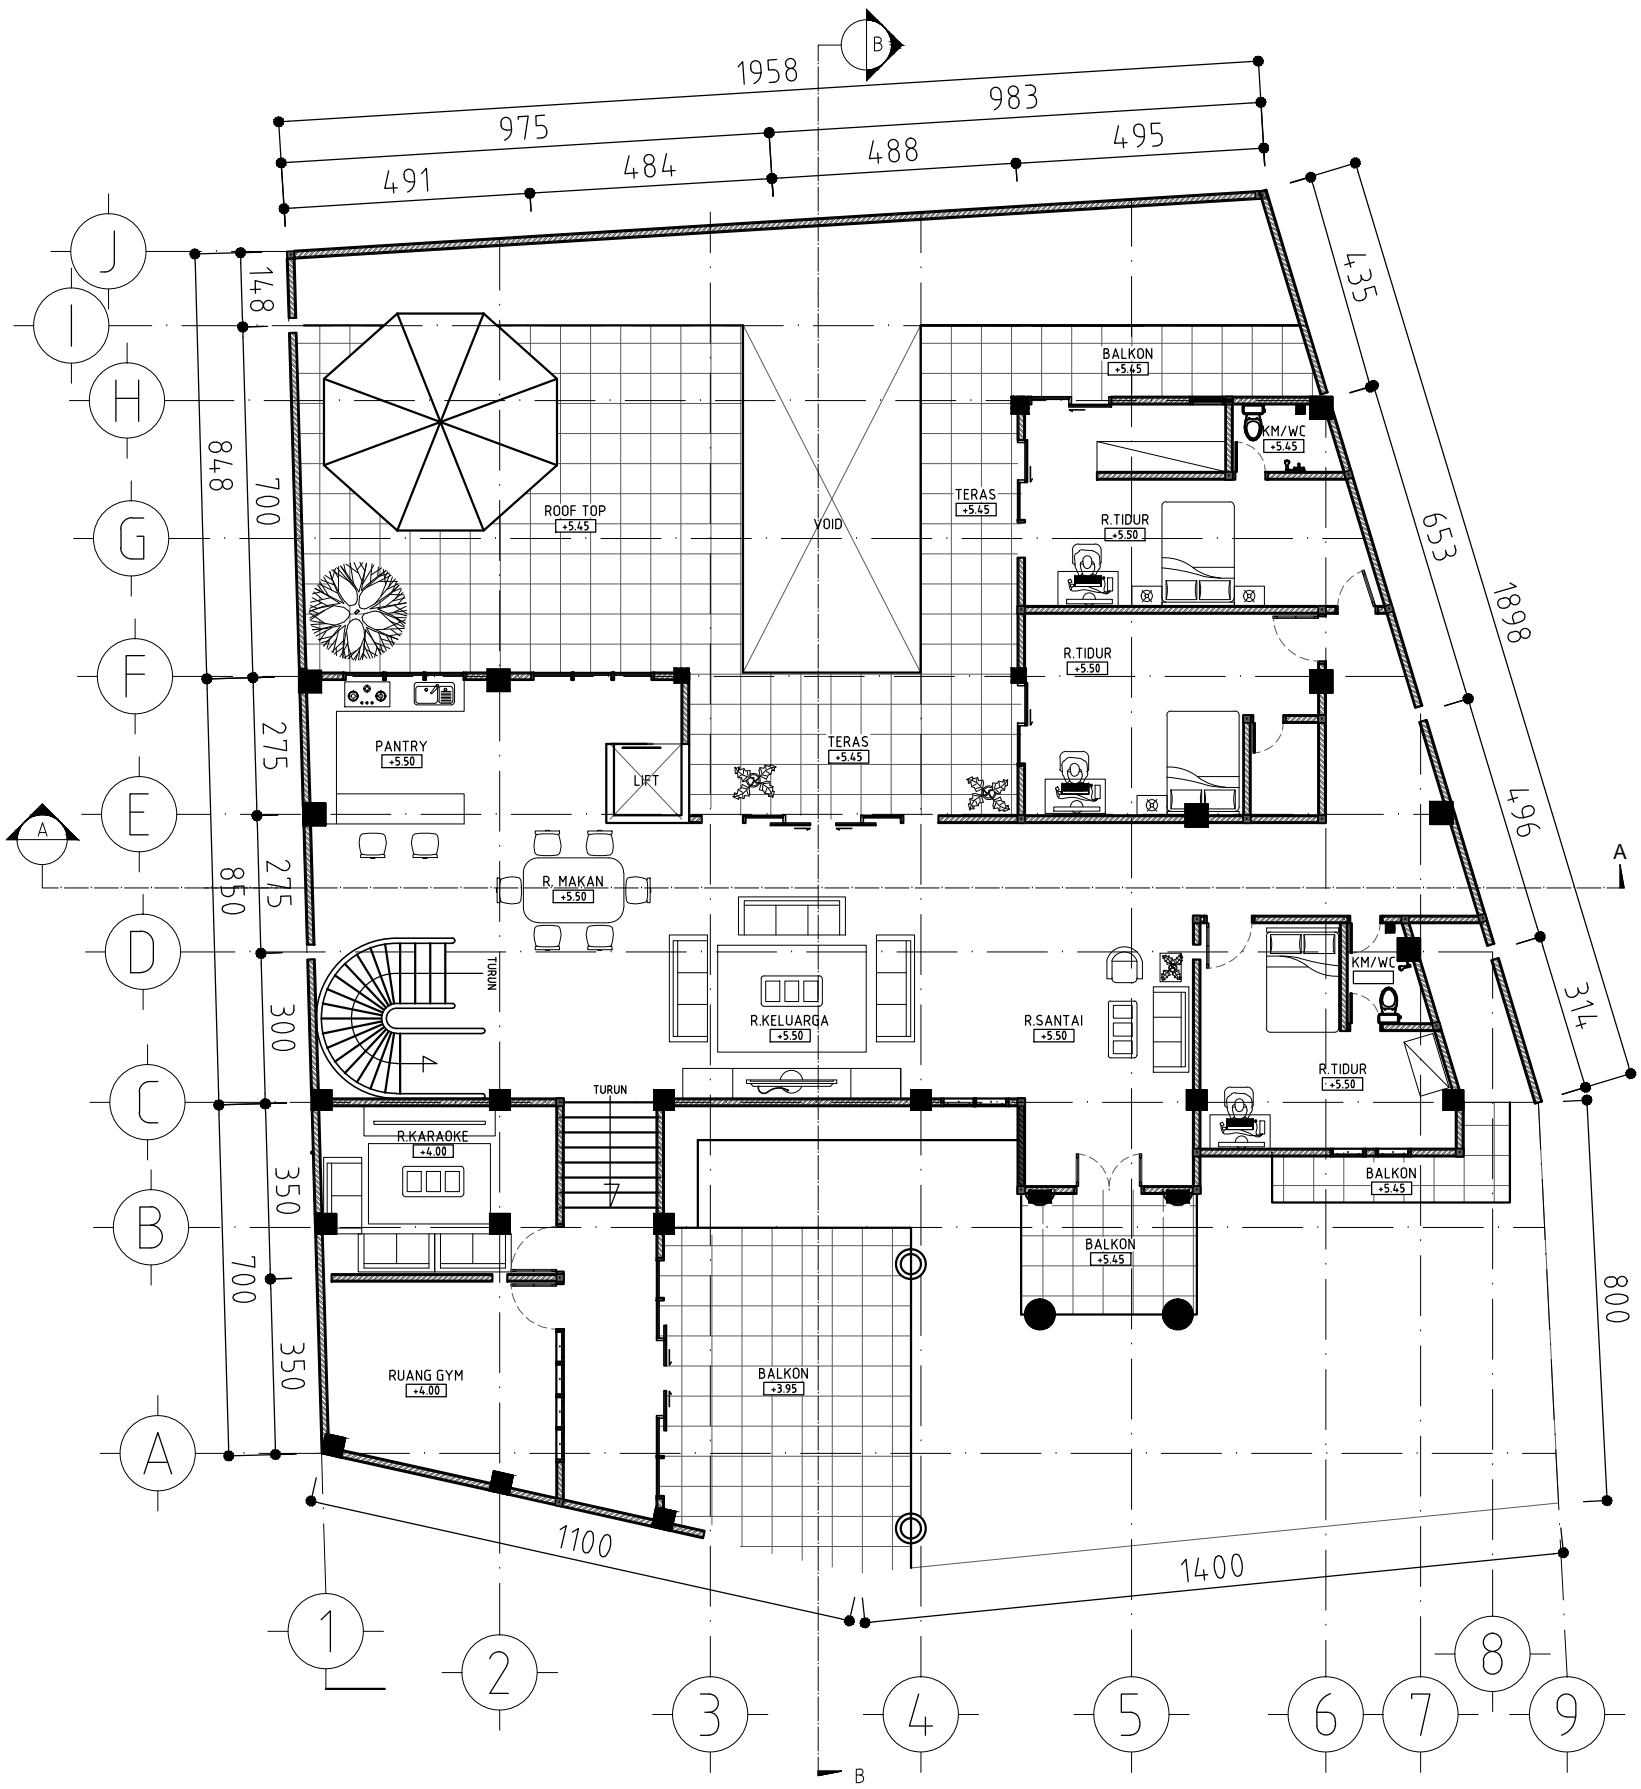 B
1958
983
975
495
488
484
491
J
148
435
I
BALKON
+5.45
H
KM/WC
+5.45
848
700
TERAS
+5.45
ROOF TOP
+5.45
VOID
R.TIDUR
+5.50
G
653
1898
F
R.TIDUR
+5.50
275
PANTRY
+5.50
TERAS
+5.45
LIFT
E
496
A
A
850
275
R. MAKAN
+5.50
D
TURUN
KM/WC
314
300
R.KELUARGA
+5.50
R.SANTAI
+5.50
R.TIDUR
+5.50
C
TURUN
R.KARAOKE
+4.00
350
BALKON
+5.45
B
BALKON
+5.45
700
800
350
RUANG GYM
+4.00
BALKON
+3.95
A
1100
1400
1
2
3
4
5
6
7
8
9
B